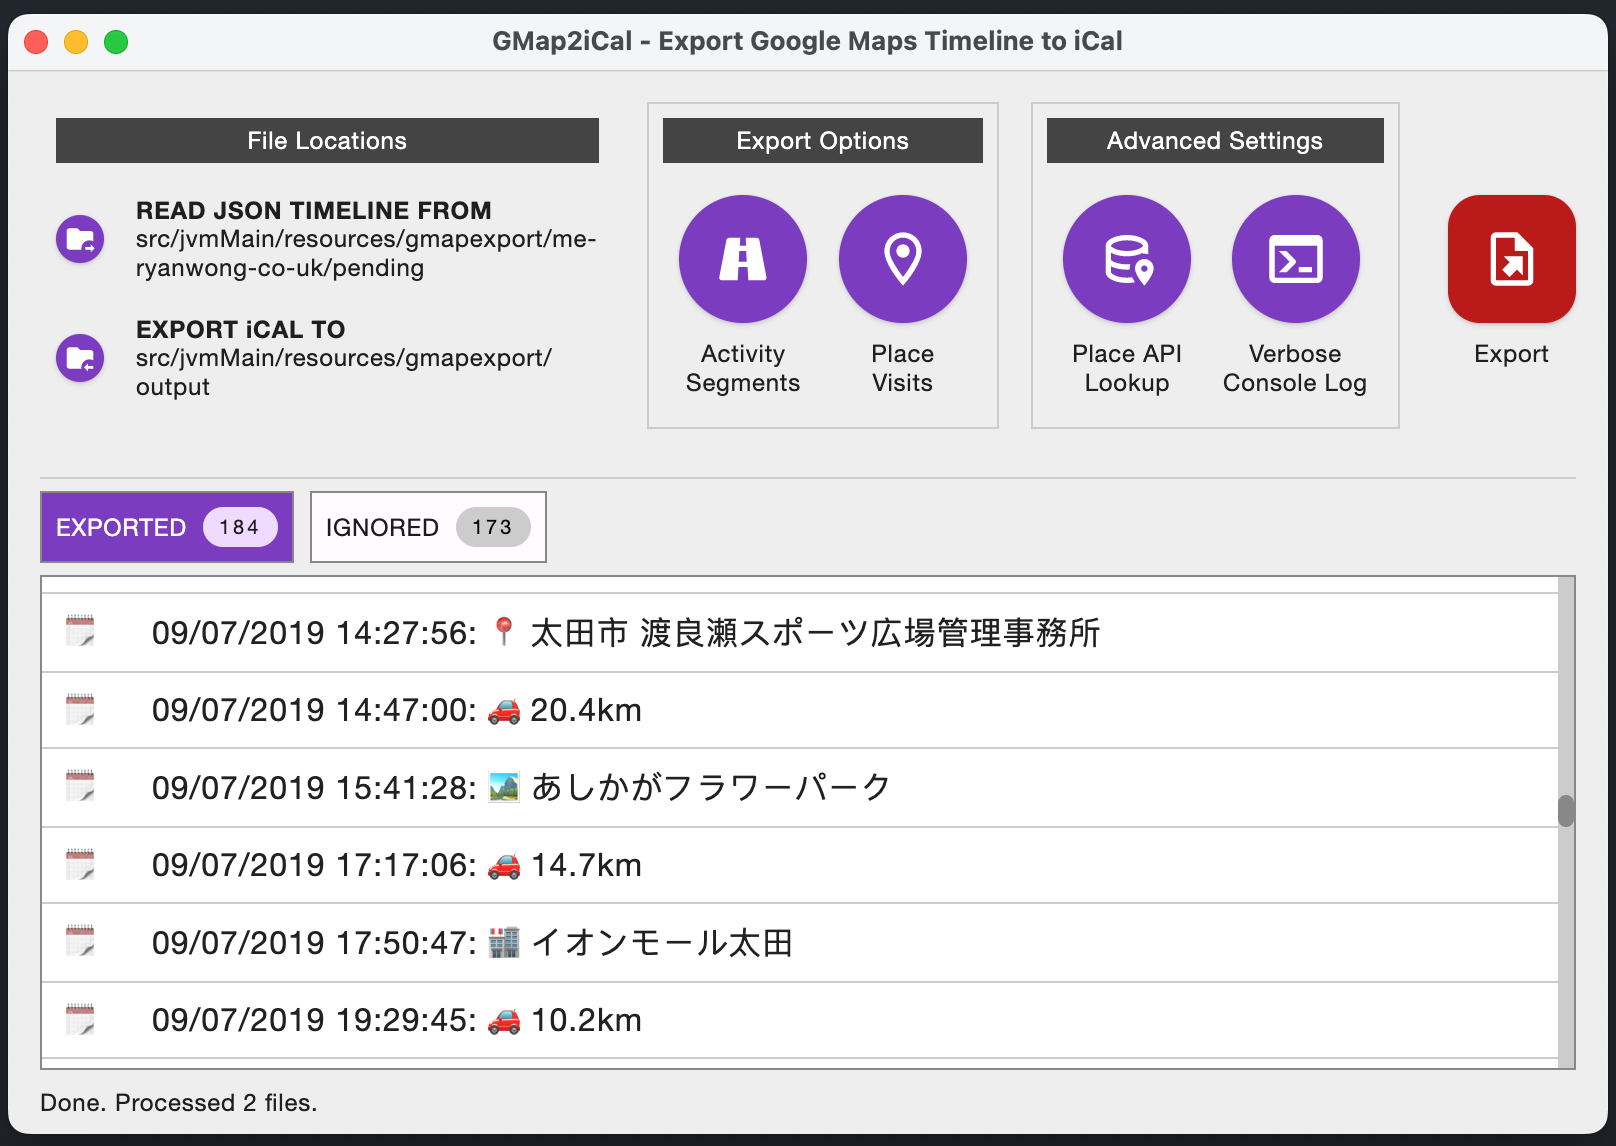 GMap2iCal - Export Google Maps Timeline to iCal
File Locations
READ JSON TIMELINE FROM
src/jvmMain/resources/gmapexport/me-
ryanwong-co-uk/pending
EXPORT iCAL TO
src/jvmMain/resources/gmapexport/
output
Export Options
Activity
Segments
Place
Visits
Advanced Settings
Place API
Lookup
Verbose
Console Log
Export
EXPORTED 184
IGNORED 173
09/07/2019 14:27:56: 📍 太田市 渡良瀬スポーツ広場管理事務所
09/07/2019 14:47:00: 🚗 20.4km
09/07/2019 15:41:28: 🏞️ あしかがフラワーパーク
09/07/2019 17:17:06: 🚗 14.7km
09/07/2019 17:50:47: 🏬 イオンモール太田
09/07/2019 19:29:45: 🚗 10.2km
Done. Processed 2 files.